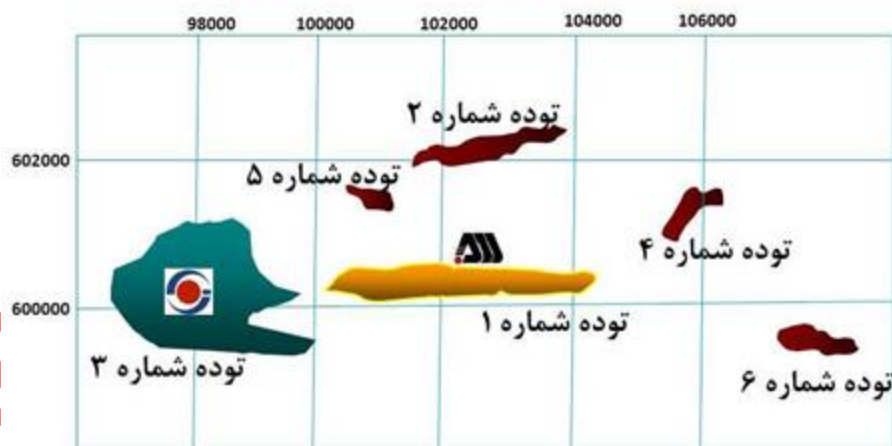 98000 100000 102000 104000 106000
توده شماره ۲
602000
توده شماره ۵
توده شماره ۴
600000
توده شماره ۱
توده شماره ۳
توده شماره ۶